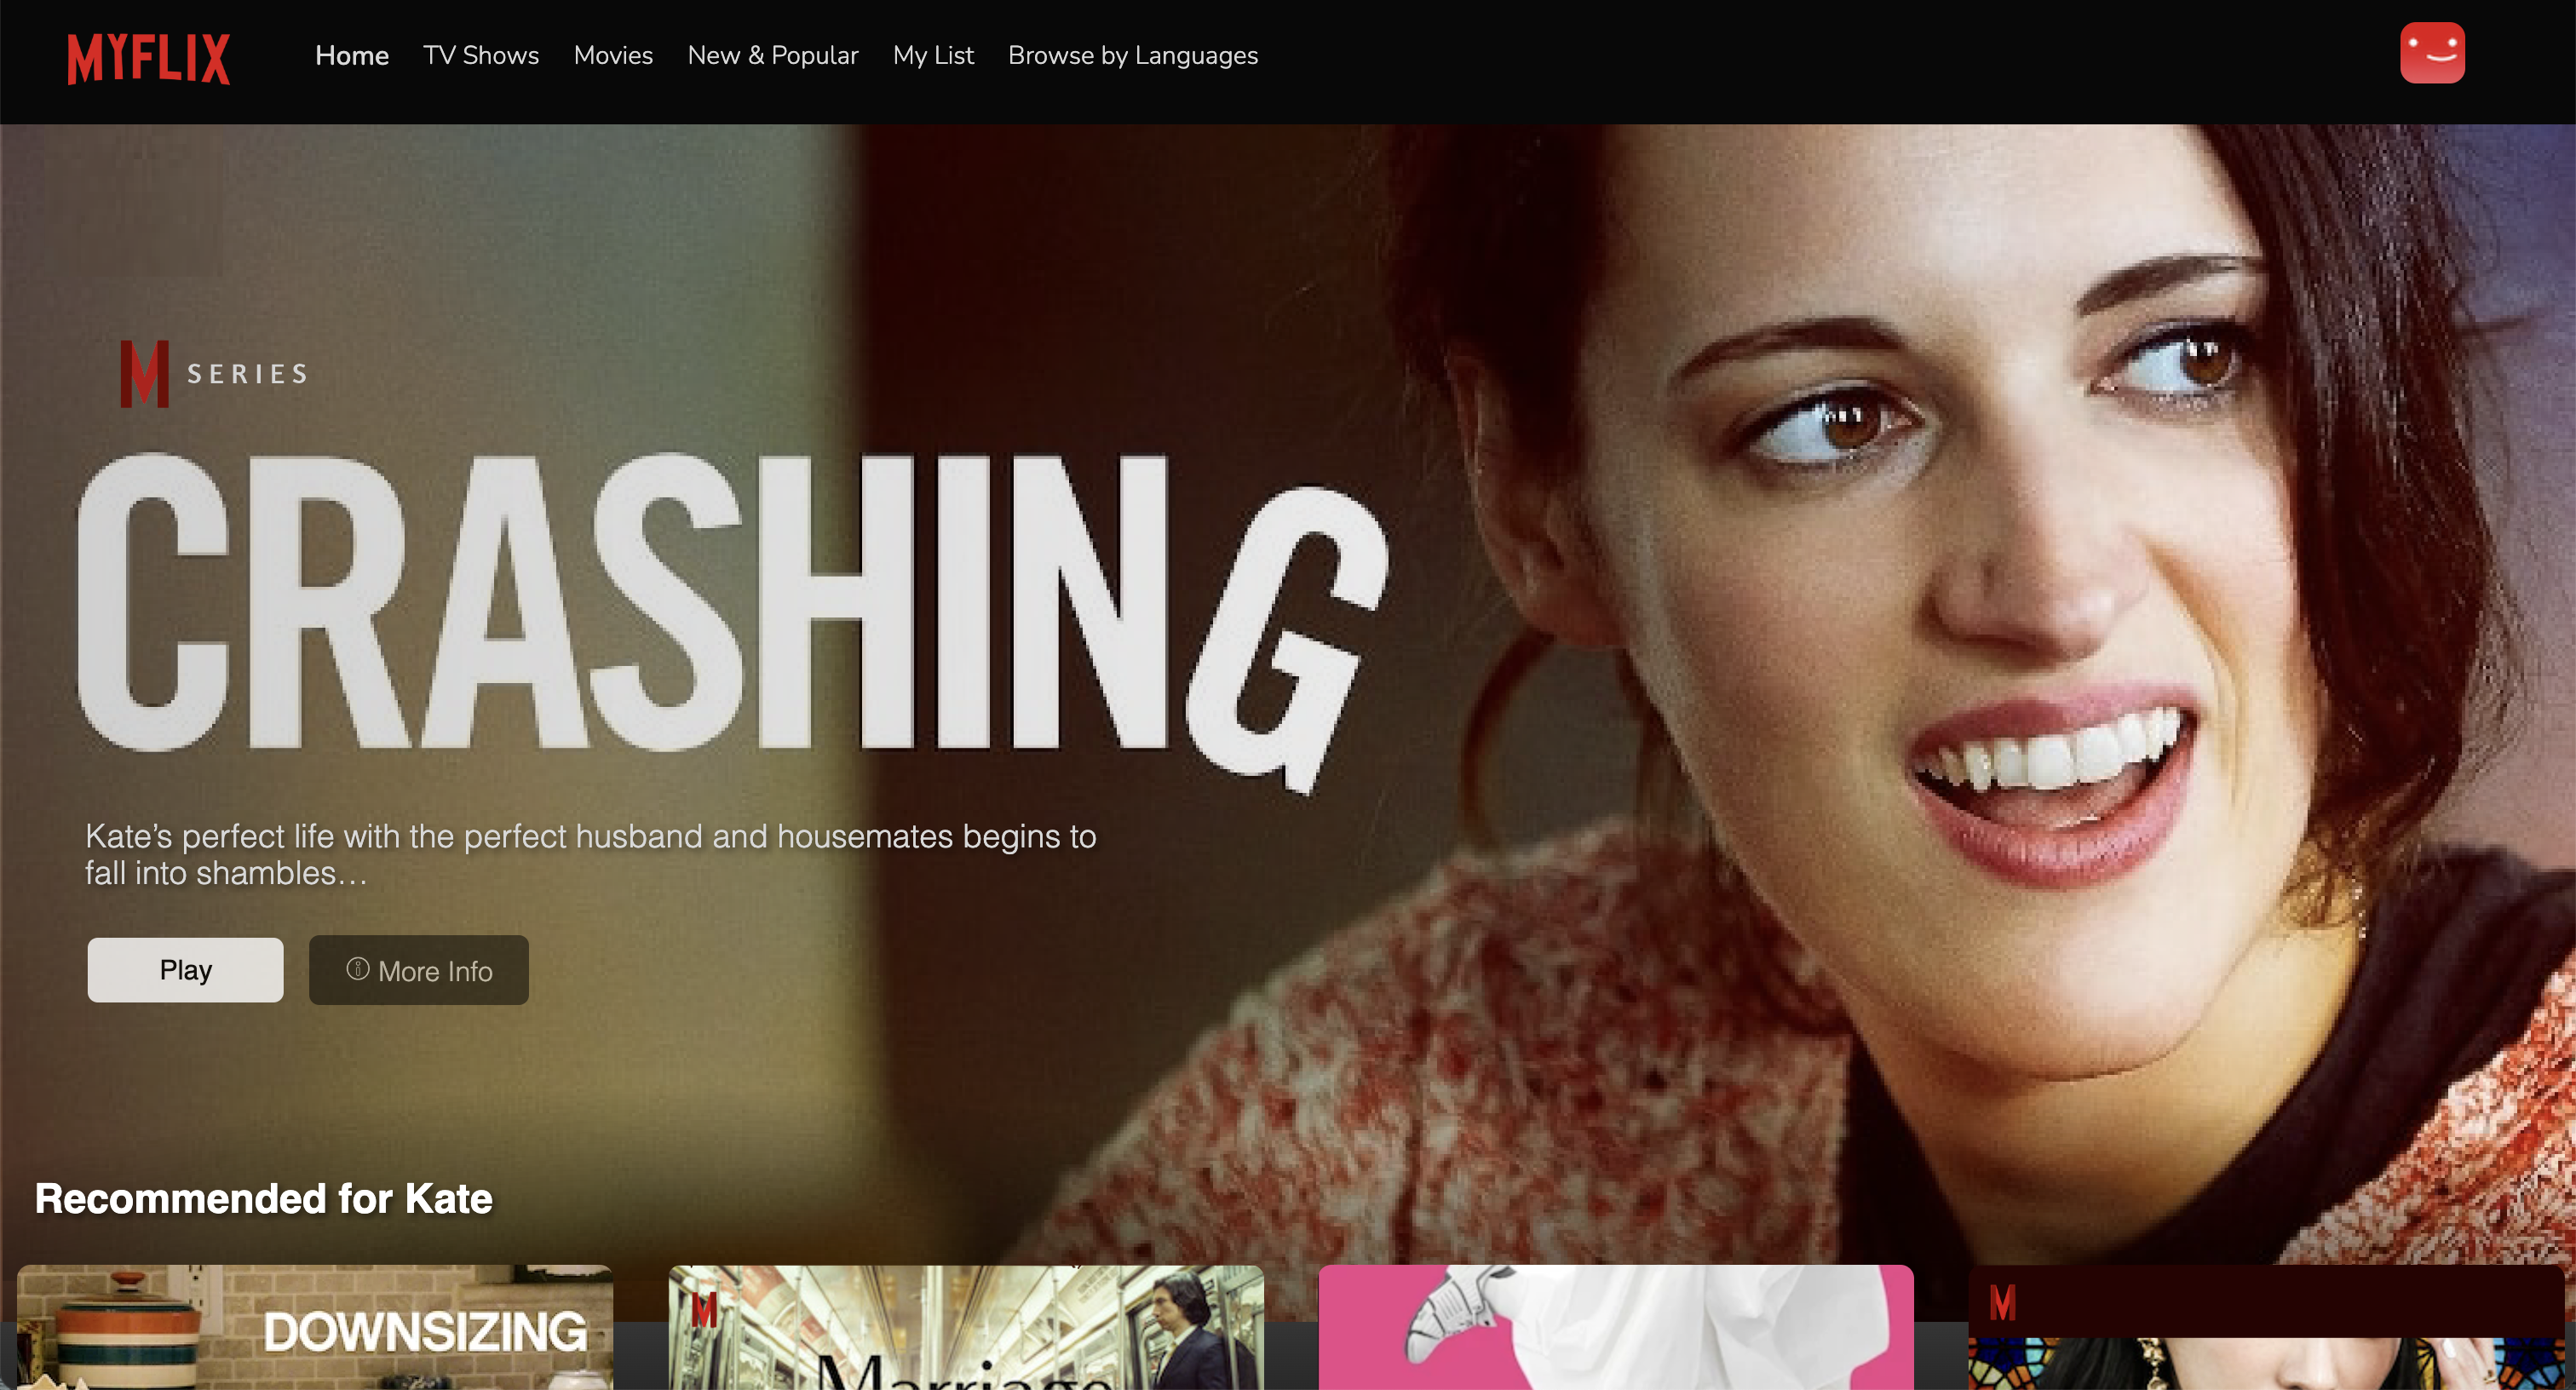 MYFLIX
Home TV Shows Movies New & Popular My List Browse by Languages
M SERIES
CRASHING
Kate’s perfect life with the perfect husband and housemates begins to
fall into shambles…
Play ⓘ More Info
Recommended for Kate
DOWNSIZING
M
Marriage
M